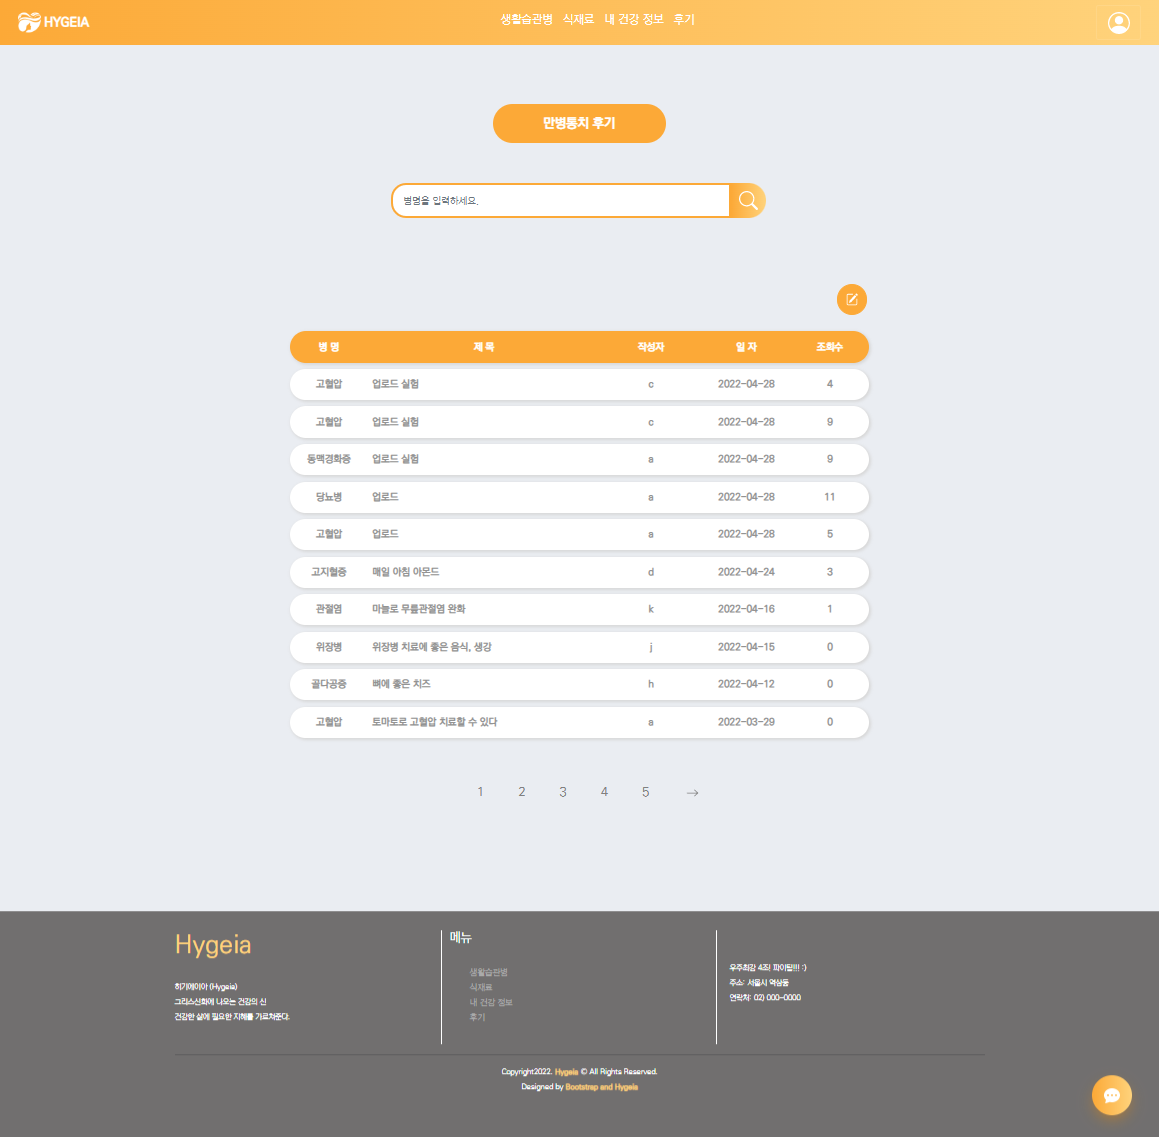 HYGEIA
생활습관병 식재료 내 건강 정보 후기
만병통치 후기
병명을 입력하세요.
병 명 제 목 작성자 일 자 조회수
고혈압 업로드 실험 c 2022-04-28 4
고혈압 업로드 실험 c 2022-04-28 9
동맥경화증 업로드 실험 a 2022-04-28 9
당뇨병 업로드 a 2022-04-28 11
고혈압 업로드 a 2022-04-28 5
고지혈증 매일 아침 아몬드 d 2022-04-24 3
관절염 마늘로 무릎관절염 완화 k 2022-04-16 1
위장병 위장병 치료에 좋은 음식, 생강 j 2022-04-15 0
골다공증 뼈에 좋은 치즈 h 2022-04-12 0
고혈압 토마토로 고혈압 치료할 수 있다 a 2022-03-29 0
1 2 3 4 5 →
Hygeia
히기에이아 (Hygeia)
그리스신화에 나오는 건강의 신
건강한 삶에 필요한 지혜를 가르쳐준다.
메뉴
생활습관병
식재료
내 건강 정보
후기
우주최강 4조! 파이팅!!! :)
주소: 서울시 역삼동
연락처: 02) 000-0000
Copyright2022. Hygeia © All Rights Reserved.
Designed by Bootstrap and Hygeia